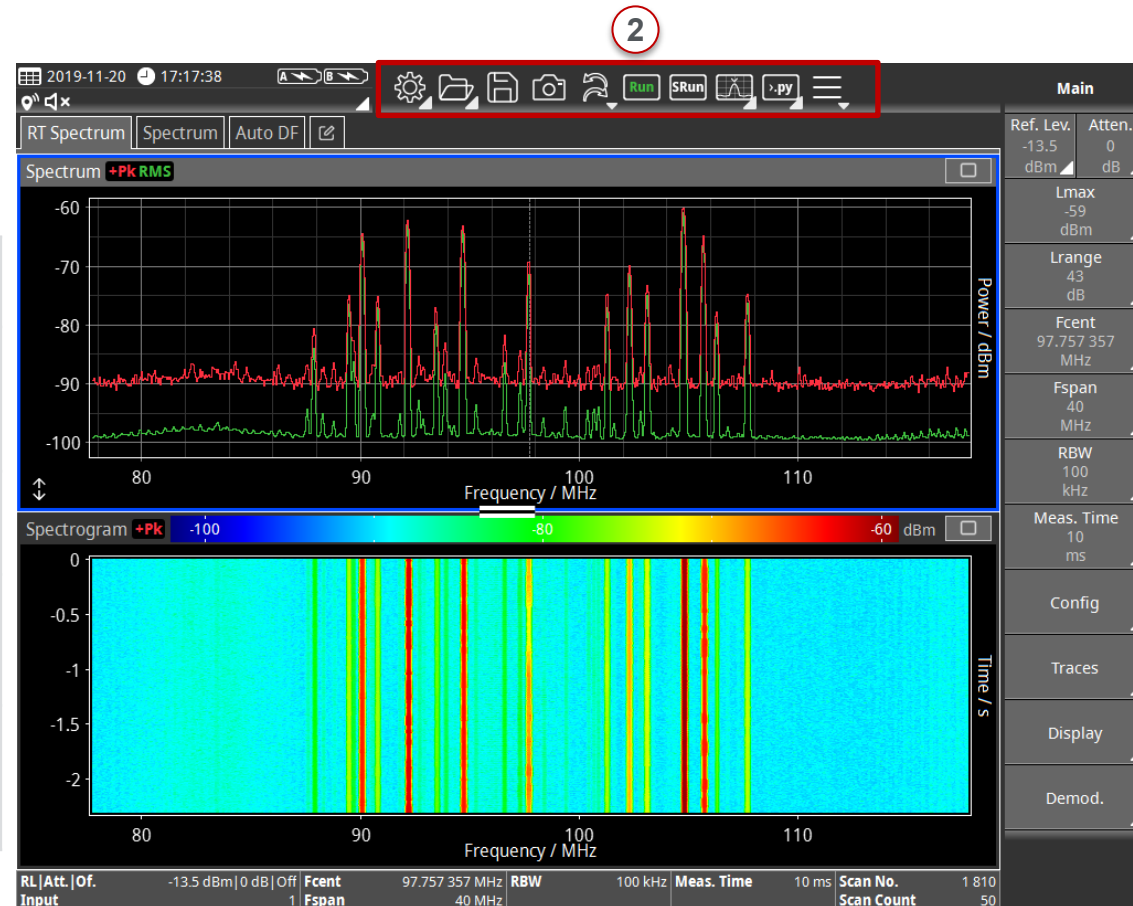 2
2019-11-20 17:17:38 A B
Run SRun >.py
Main
RT Spectrum Spectrum Auto DF
Ref. Lev. Atten.
-13.5 0
dBm dB
Spectrum +Pk RMS
Lmax
-59
dBm
Lrange
43
dB
Fcent
97.757 357
MHz
Fspan
40
MHz
RBW
100
kHz
Meas. Time
10
ms
Config
Traces
Display
Demod.
-60
-70
-80
-90
-100
Power / dBm
80 90 100 110
Frequency / MHz
Spectrogram +Pk -100 -80 -60 dBm
0
-0.5
-1
-1.5
-2
Time / s
80 90 100 110
Frequency / MHz
RL|Att.|Of. -13.5 dBm|0 dB|Off Fcent 97.757 357 MHz RBW 100 kHz Meas. Time 10 ms Scan No. 1 810
Input 1 Fspan 40 MHz Scan Count 50